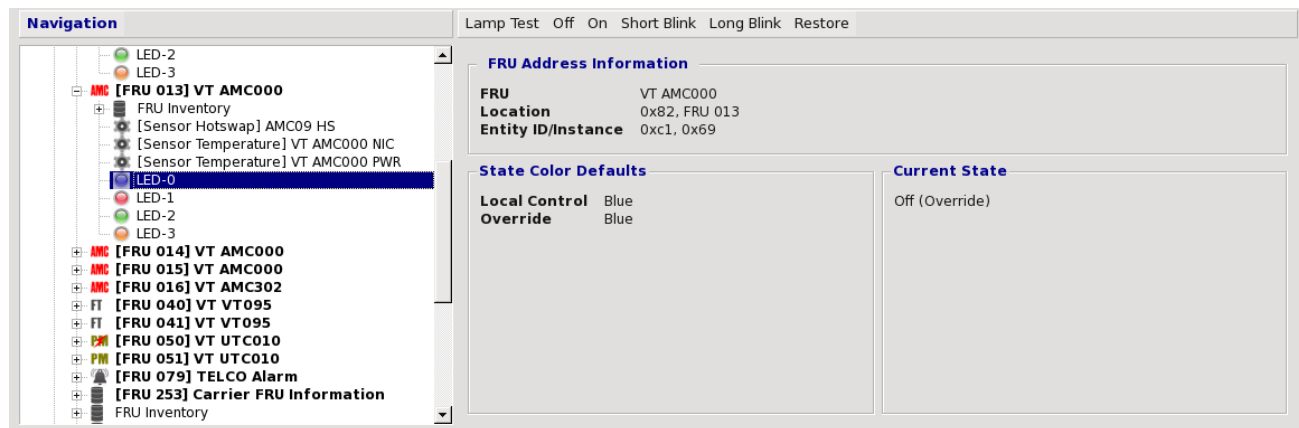 Navigation
LED-2
LED-3
AMC [FRU 013] VT AMC000
FRU Inventory
[Sensor Hotswap] AMC09 HS
[Sensor Temperature] VT AMC000 NIC
[Sensor Temperature] VT AMC000 PWR
LED-0
LED-1
LED-2
LED-3
AMC [FRU 014] VT AMC000
AMC [FRU 015] VT AMC000
AMC [FRU 016] VT AMC302
FT [FRU 040] VT VT095
FT [FRU 041] VT VT095
PM [FRU 050] VT UTC010
PM [FRU 051] VT UTC010
[FRU 079] TELCO Alarm
[FRU 253] Carrier FRU Information
FRU Inventory
Lamp Test Off On Short Blink Long Blink Restore
FRU Address Information
FRU VT AMC000
Location 0x82, FRU 013
Entity ID/Instance 0xc1, 0x69
State Color Defaults
Local Control Blue
Override Blue
Current State
Off (Override)